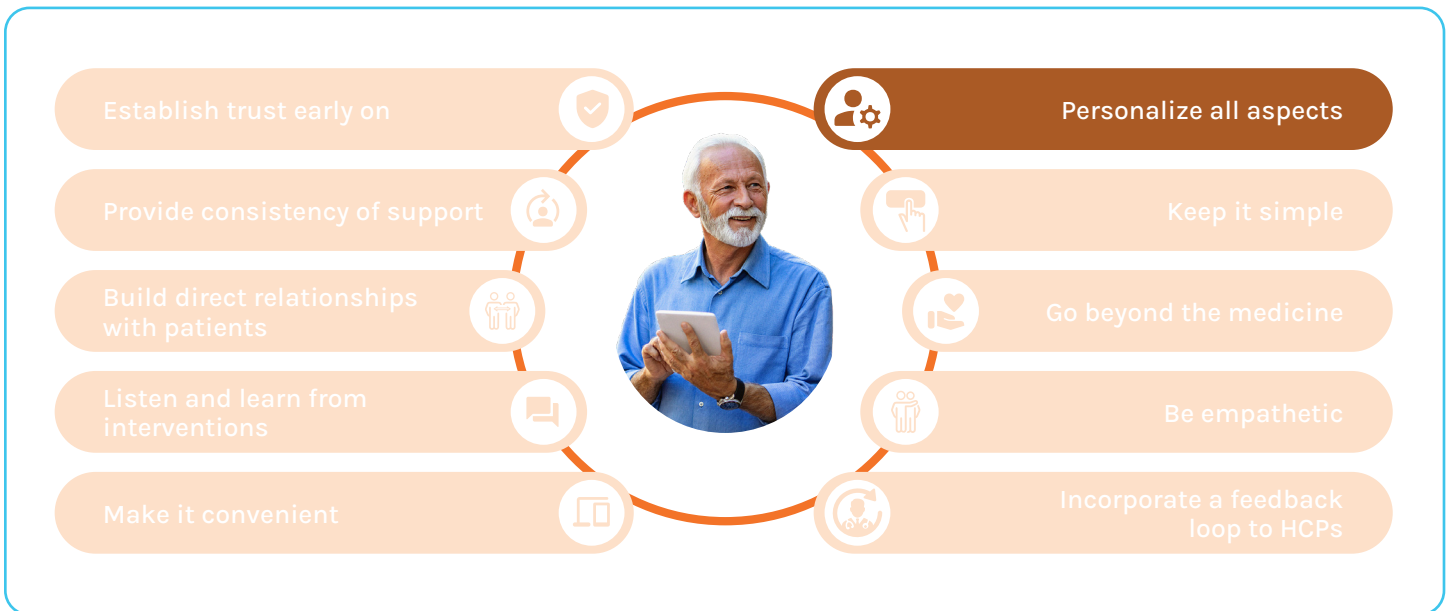 Establish trust early on
Provide consistency of support
Build direct relationships
with patients
Listen and learn from
interventions
Make it convenient
Personalize all aspects
Keep it simple
Go beyond the medicine
Be empathetic
Incorporate a feedback
loop to HCPs